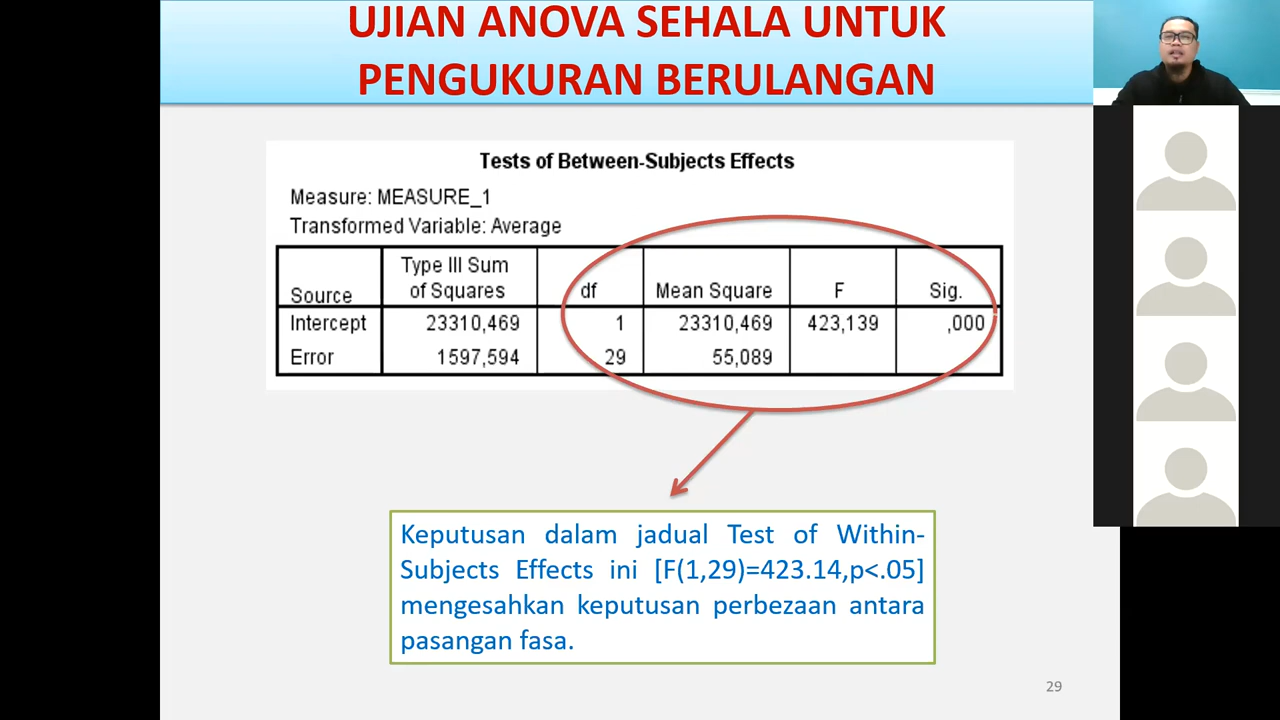 UJIAN ANOVA SEHALA UNTUK
PENGUKURAN BERULANGAN
Tests of Between-Subjects Effects
Measure: MEASURE_1
Transformed Variable: Average
Source Type III Sum of Squares df Mean Square F Sig.
Intercept 23310,469 1 23310,469 423,139 ,000
Error 1597,594 29 55,089
Keputusan dalam jadual Test of Within-
Subjects Effects ini [F(1,29)=423.14,p<.05]
mengesahkan keputusan perbezaan antara
pasangan fasa.
29